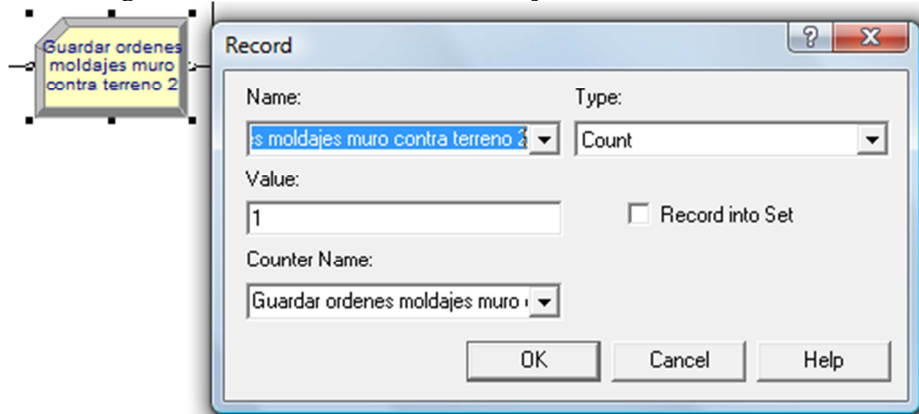 Guardar ordenes
moldajes muro
contra terreno 2
Record
Name:
Type:
s moldajes muro contra terreno 2
Count
Value:
1
Record into Set
Counter Name:
Guardar ordenes moldajes muro
OK
Cancel
Help